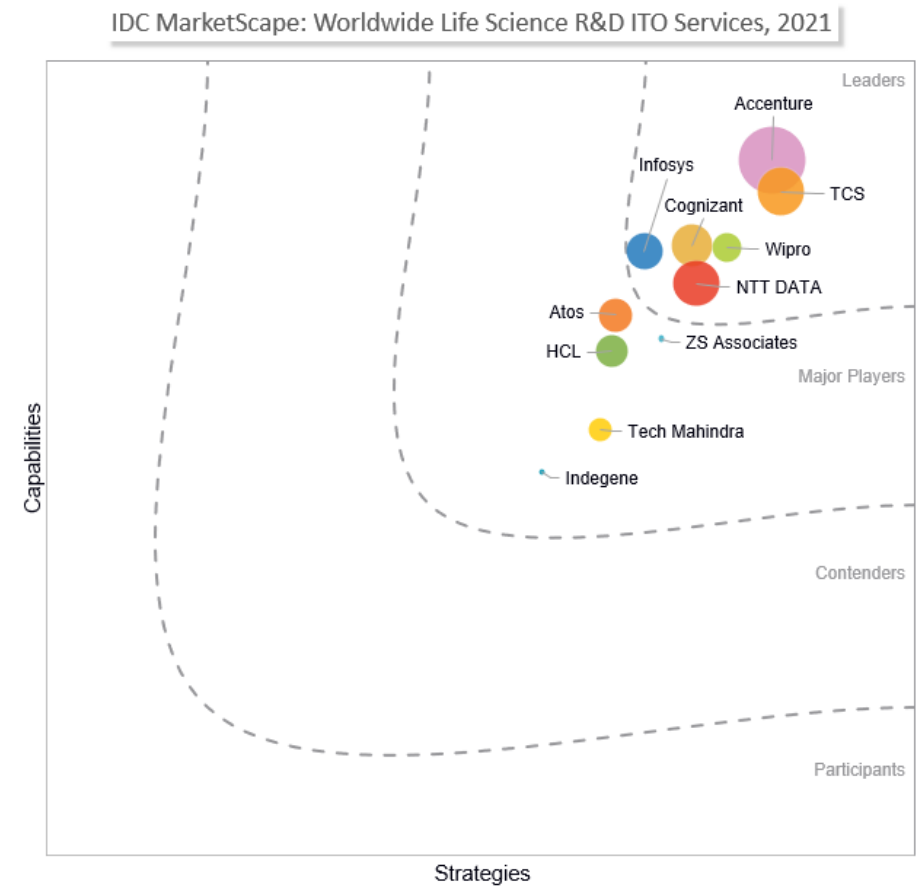 IDC MarketScape: Worldwide Life Science R&D ITO Services, 2021
Leaders
Accenture
Infosys
TCS
Cognizant
Wipro
NTT DATA
Atos
ZS Associates
HCL
Major Players
Tech Mahindra
Indegene
Capabilities
Contenders
Participants
Strategies